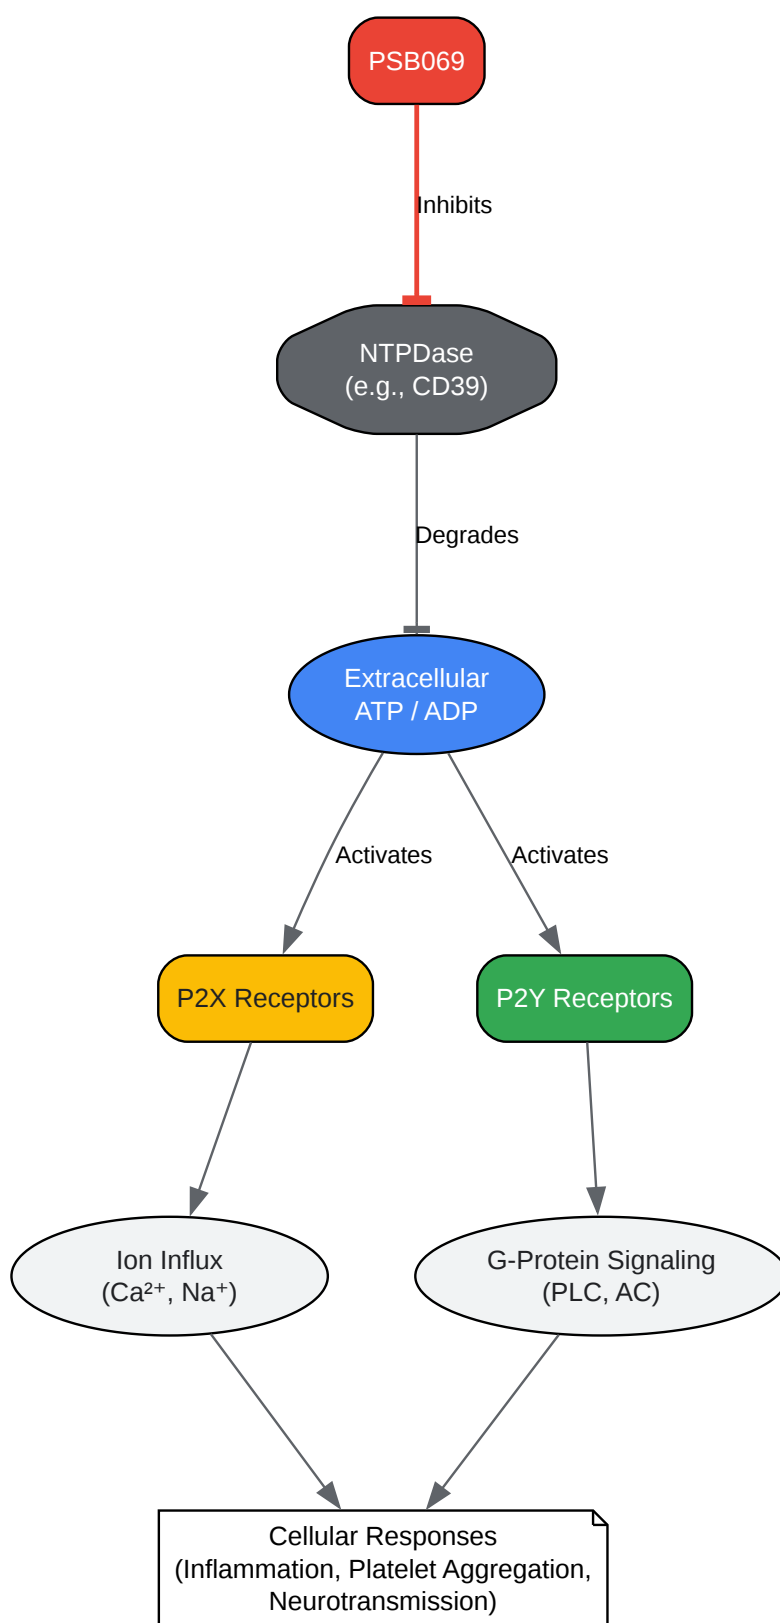 PSB069
Inhibits
NTPDase
(e.g., CD39)
Degrades
Extracellular
ATP / ADP
Activates
Activates
P2X Receptors
P2Y Receptors
Ion Influx
(Ca²⁺, Na⁺)
G-Protein Signaling
(PLC, AC)
Cellular Responses
(Inflammation, Platelet Aggregation,
Neurotransmission)